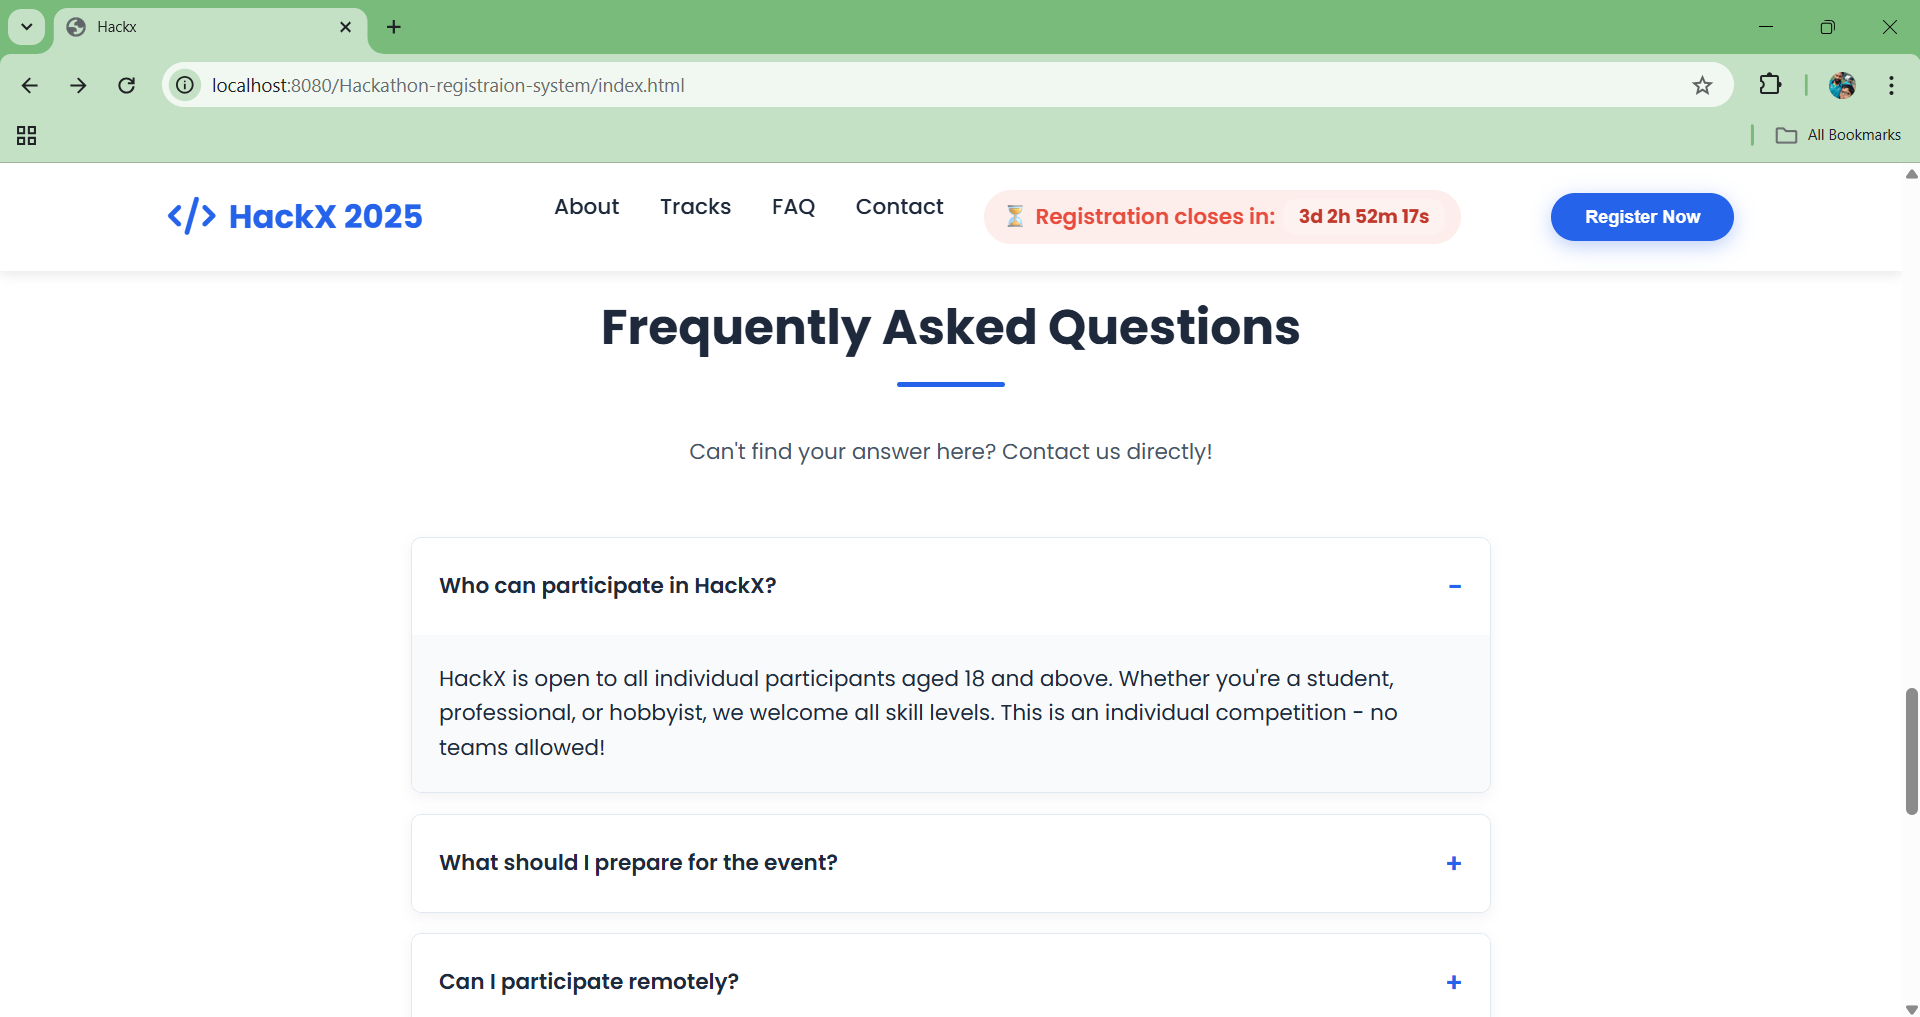 Hackx
localhost:8080/Hackathon-registraion-system/index.html
All Bookmarks
</> HackX 2025
About
Tracks
FAQ
Contact
⏳ Registration closes in: 3d 2h 52m 17s
Register Now
Frequently Asked Questions
Can't find your answer here? Contact us directly!
Who can participate in HackX? −
HackX is open to all individual participants aged 18 and above. Whether you're a student,
professional, or hobbyist, we welcome all skill levels. This is an individual competition - no
teams allowed!
What should I prepare for the event? +
Can I participate remotely? +